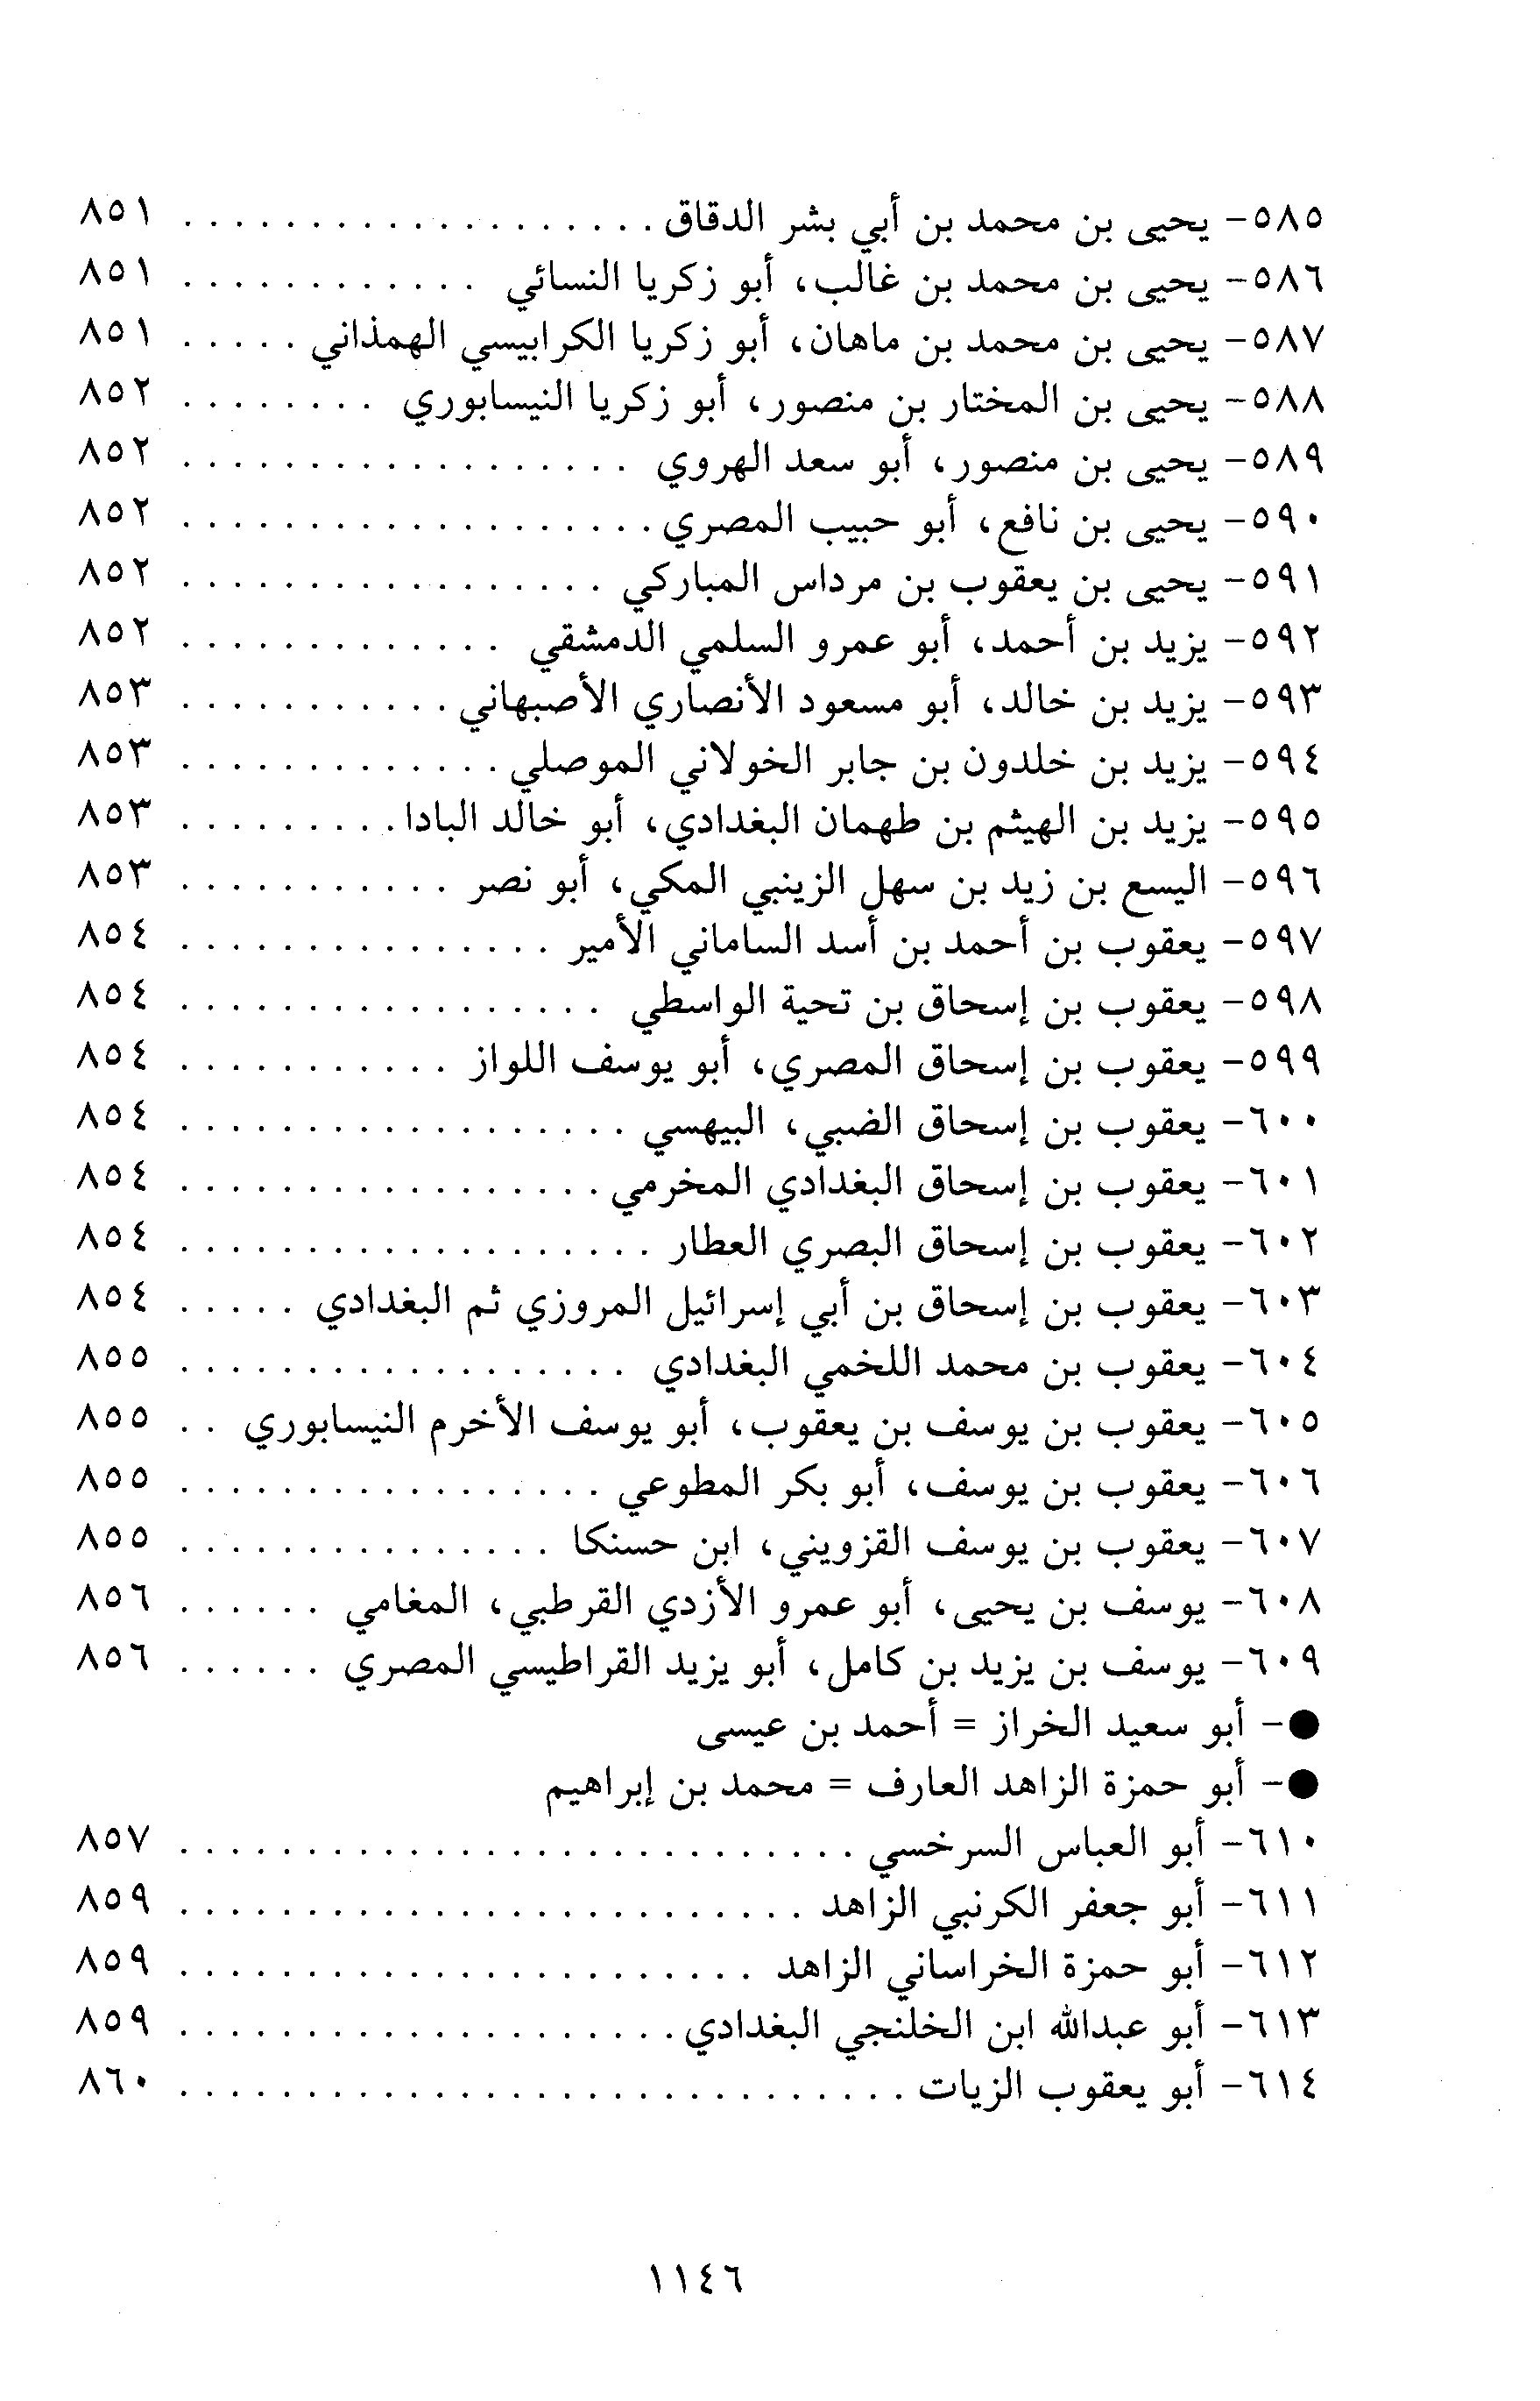 ٥٨٥- يحيى بن محمد بن أبي بشر الدقاق . . . . . . . . . . . . . . . . . . . ٨٥١
٥٨٦- يحيى بن محمد بن غالب، أبو زكريا النسائي . . . . . . . . . . . . ٨٥١
٥٨٧- يحيى بن محمد بن ماهان، أبو زكريا الكرابيسي الهمذاني . . . . . ٨٥١
٥٨٨- يحيى بن المختار بن منصور، أبو زكريا النيسابوري . . . . . . . . ٨٥٢
٥٨٩- يحيى بن منصور، أبو سعد الهروي . . . . . . . . . . . . . . . . . . ٨٥٢
٥٩٠- يحيى بن نافع، أبو حبيب المصري . . . . . . . . . . . . . . . . . . . ٨٥٢
٥٩١- يحيى بن يعقوب بن مرداس المباركي . . . . . . . . . . . . . . . . . ٨٥٢
٥٩٢- يزيد بن أحمد، أبو عمرو السلمي الدمشقي . . . . . . . . . . . . . ٨٥٢
٥٩٣- يزيد بن خالد، أبو مسعود الأنصاري الأصبهاني . . . . . . . . . . . ٨٥٣
٥٩٤- يزيد بن خلدون بن جابر الخولاني الموصلي . . . . . . . . . . . . . ٨٥٣
٥٩٥- يزيد بن الهيثم بن طهمان البغدادي، أبو خالد البادا . . . . . . . . . ٨٥٣
٥٩٦- اليسع بن زيد بن سهل الزينبي المكي، أبو نصر . . . . . . . . . . . ٨٥٣
٥٩٧- يعقوب بن أحمد بن أسد الساماني الأمير . . . . . . . . . . . . . . . ٨٥٤
٥٩٨- يعقوب بن إسحاق بن تحية الواسطي . . . . . . . . . . . . . . . . . ٨٥٤
٥٩٩- يعقوب بن إسحاق المصري، أبو يوسف اللواز . . . . . . . . . . . ٨٥٤
٦٠٠- يعقوب بن إسحاق الضبي، البيهسي . . . . . . . . . . . . . . . . . . ٨٥٤
٦٠١- يعقوب بن إسحاق البغدادي المخرمي . . . . . . . . . . . . . . . . . ٨٥٤
٦٠٢- يعقوب بن إسحاق البصري العطار . . . . . . . . . . . . . . . . . . . ٨٥٤
٦٠٣- يعقوب بن إسحاق بن أبي إسرائيل المروزي ثم البغدادي . . . . . ٨٥٤
٦٠٤- يعقوب بن محمد اللخمي البغدادي . . . . . . . . . . . . . . . . . . ٨٥٥
٦٠٥- يعقوب بن يوسف بن يعقوب، أبو يوسف الأخرم النيسابوري . . ٨٥٥
٦٠٦- يعقوب بن يوسف، أبو بكر المطوعي . . . . . . . . . . . . . . . . . ٨٥٥
٦٠٧- يعقوب بن يوسف القزويني، ابن حسنكا . . . . . . . . . . . . . . . ٨٥٥
٦٠٨- يوسف بن يحيى، أبو عمرو الأزدي القرطبي، المغامي . . . . . . ٨٥٦
٦٠٩- يوسف بن يزيد بن كامل، أبو يزيد القراطيسي المصري . . . . . . ٨٥٦
●- أبو سعيد الخراز = أحمد بن عيسى
●- أبو حمزة الزاهد العارف = محمد بن إبراهيم
٦١٠- أبو العباس السرخسي . . . . . . . . . . . . . . . . . . . . . . . . . . . ٨٥٧
٦١١- أبو جعفر الكرنبي الزاهد . . . . . . . . . . . . . . . . . . . . . . . . . ٨٥٩
٦١٢- أبو حمزة الخراساني الزاهد . . . . . . . . . . . . . . . . . . . . . . . ٨٥٩
٦١٣- أبو عبدالله ابن الخلنجي البغدادي . . . . . . . . . . . . . . . . . . . . ٨٥٩
٦١٤- أبو يعقوب الزيات . . . . . . . . . . . . . . . . . . . . . . . . . . . . . ٨٦٠
١١٤٦